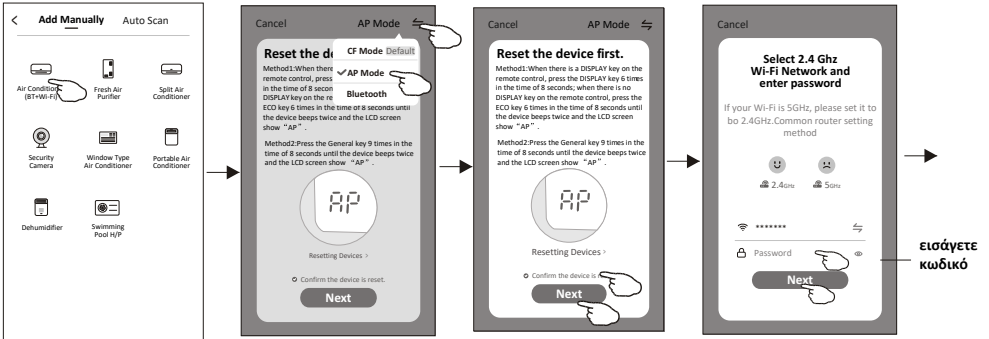 Add Manually Auto Scan
Air Condition
(BT+Wi-Fi)
Fresh Air
Purifier
Split Air
Conditioner
Security
Camera
Window Type
Air Conditioner
Portable Air
Conditioner
Dehumidifier
Swimming
Pool H/P
Cancel AP Mode
CF Mode Default
AP Mode
Bluetooth
Reset the de
Method1:When there
remote control, press
in the time of 8 seconds
DISPLAY key on the re
ECO key 6 times in the time of 8 seconds until
the device beeps twice and the LCD screen
show “AP”.
Method2:Press the General key 9 times in the
time of 8 seconds until the device beeps twice
and the LCD screen show “AP”.
AP
Resetting Devices >
Confirm the device is reset.
Next
Cancel AP Mode
Reset the device first.
Method1:When there is a DISPLAY key on the
remote control, press the DISPLAY key 6 times
in the time of 8 seconds; when there is no
DISPLAY key on the remote control, press the
ECO key 6 times in the time of 8 seconds until
the device beeps twice and the LCD screen
show “AP”.
Method2:Press the General key 9 times in the
time of 8 seconds until the device beeps twice
and the LCD screen show “AP”.
AP
Resetting Devices >
Confirm the device is r
Next
Cancel
Select 2.4 Ghz
Wi-Fi Network and
enter password
If your Wi-Fi is 5GHz, please set it to
bo 2.4GHz.Common router setting
method
2.4GHz 5GHz
•••••••
Password
Next
εισάγετε
κωδικό